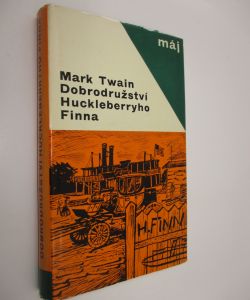 máj
Mark Twain
Dobrodružství
Huckleberryho
Finna
H.FINN